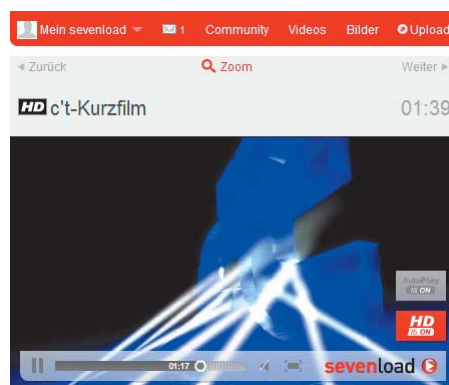 Mein sevenload 1 Community Videos Bilder Upload
Zurück Zoom Weiter
HD c't-Kurzfilm 01:39
AutoPlay
IS ON
HD
IS ON
01:17 sevenload